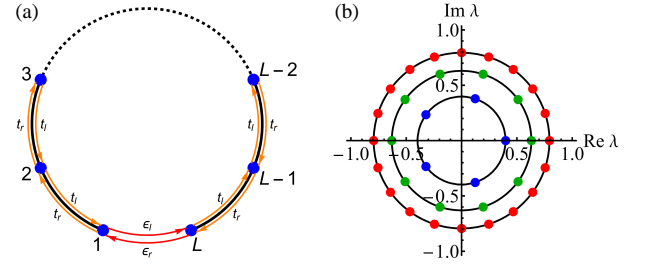 (a)
3
L−2
t_r
t_l
t_l
t_r
2
L−1
t_l
t_r
t_l
t_r
ϵ_l
1
L
ϵ_r
(b)
Im λ
1.0
0.5
−1.0
−0.5
0.5
1.0
Re λ
−0.5
−1.0